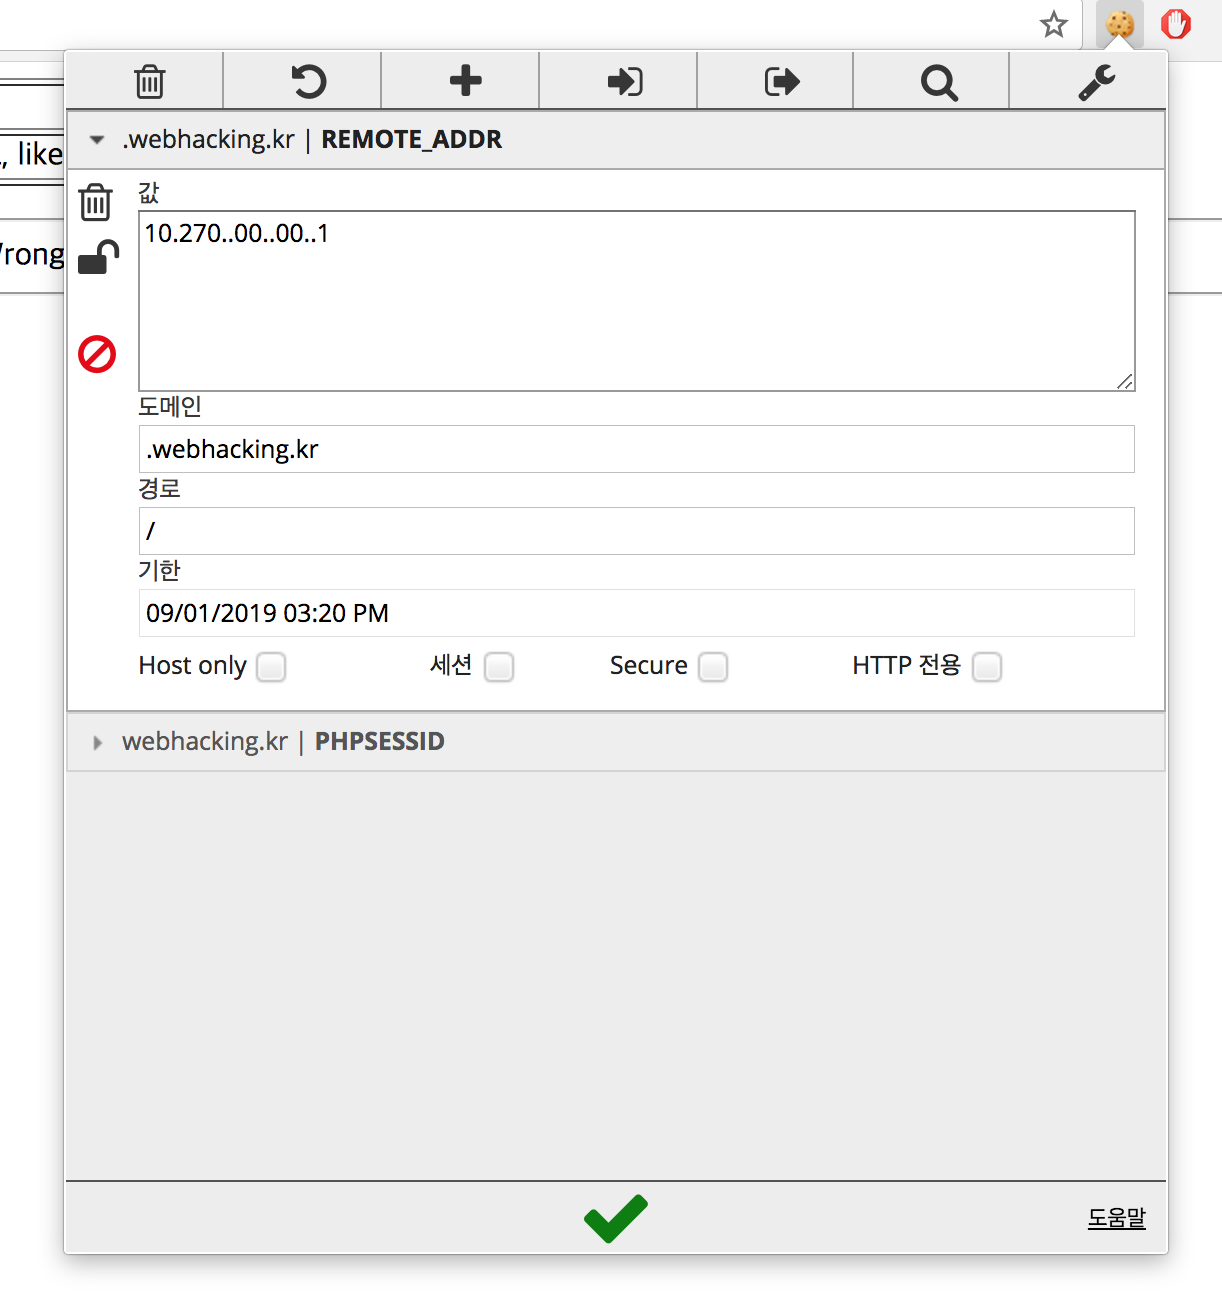 .webhacking.kr | REMOTE_ADDR
, like
값
10.270..00..00..1
rong
도메인
.webhacking.kr
경로
/
기한
09/01/2019 03:20 PM
Host only 세션 Secure HTTP 전용
webhacking.kr | PHPSESSID
도움말